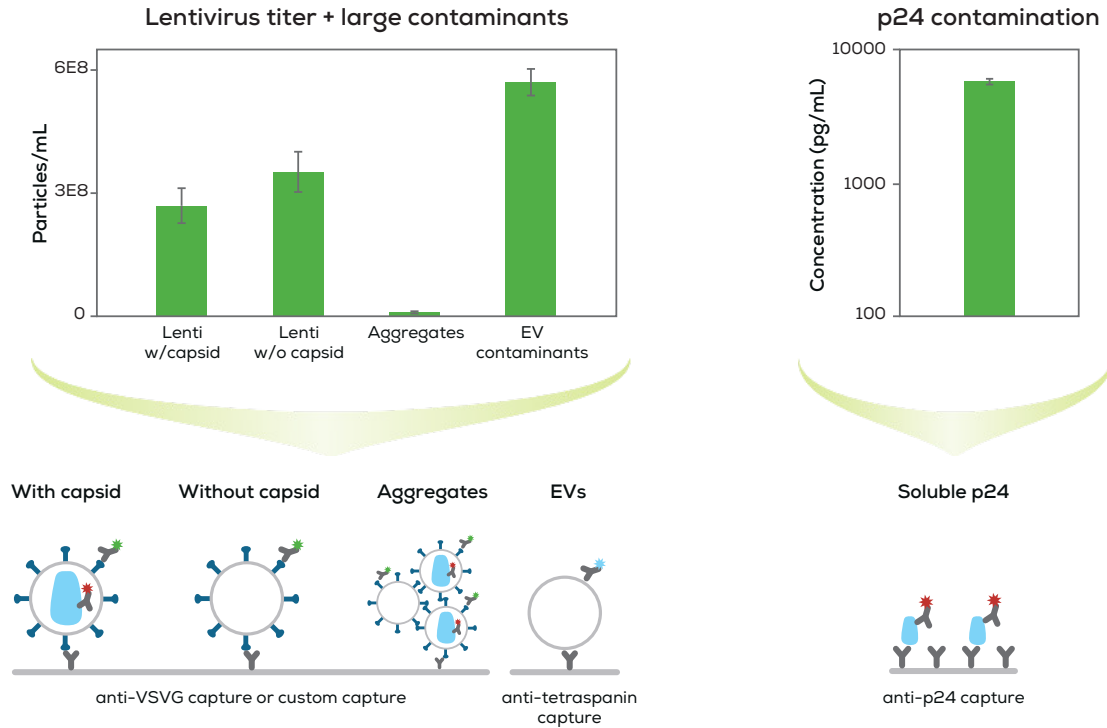 Lentivirus titer + large contaminants
Particles/mL
6E8
3E8
0
Lenti
w/capsid
Lenti
w/o capsid
Aggregates
EV
contaminants
p24 contamination
Concentration (pg/mL)
10000
1000
100
With capsid
Without capsid
Aggregates
EVs
Soluble p24
anti-VSVG capture or custom capture
anti-tetraspanin
capture
anti-p24 capture